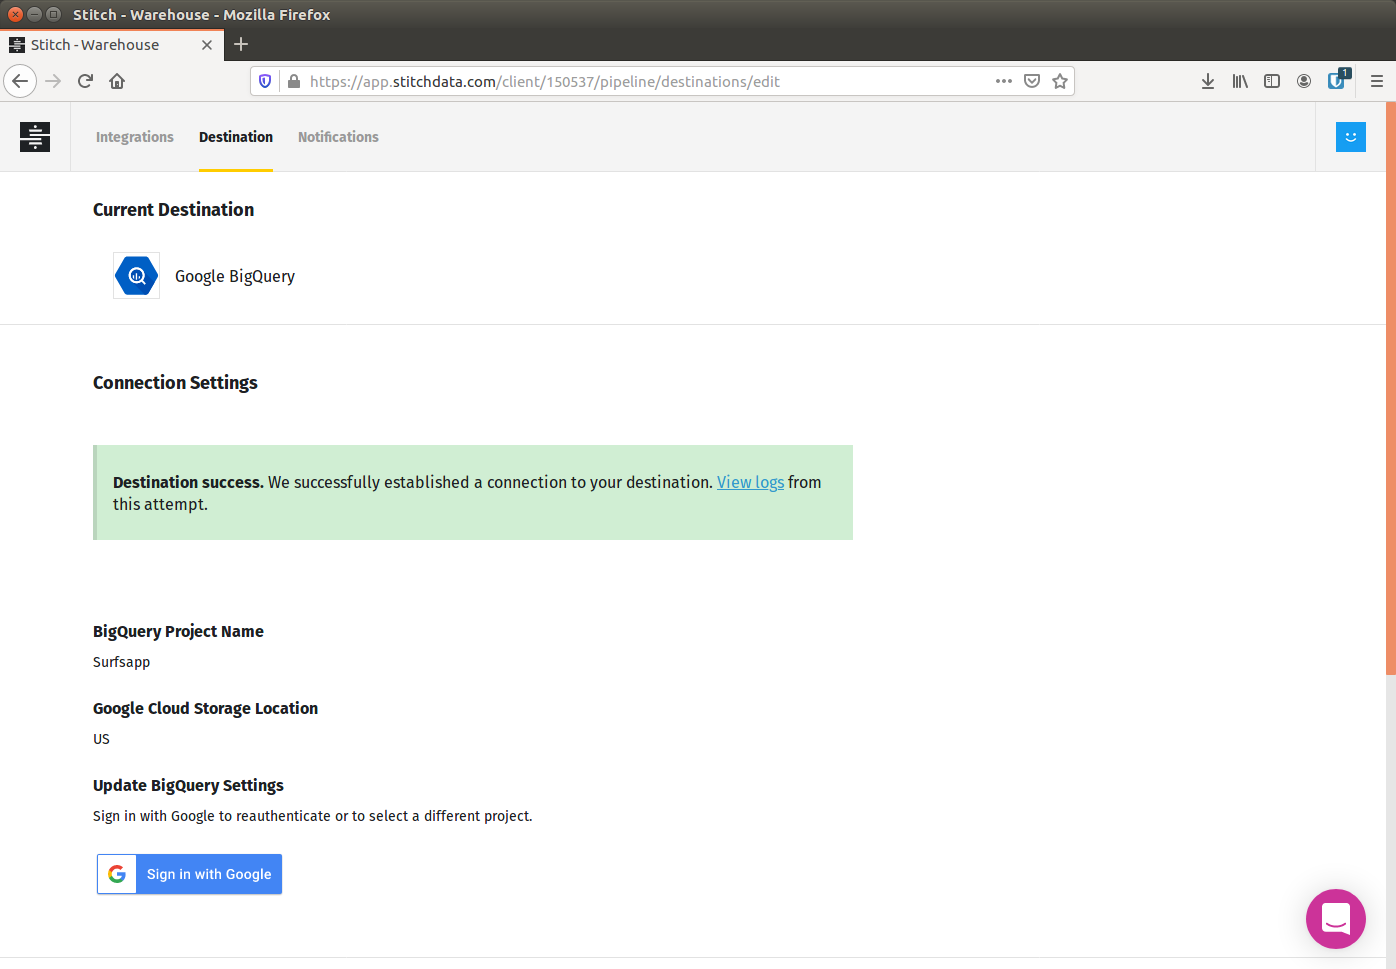 Stitch - Warehouse - Mozilla Firefox
Stitch - Warehouse
https://app.stitchdata.com/client/150537/pipeline/destinations/edit
1
Integrations Destination Notifications
Current Destination
Google BigQuery
Connection Settings
Destination success. We successfully established a connection to your destination. View logs from
this attempt.
BigQuery Project Name
Surfsapp
Google Cloud Storage Location
US
Update BigQuery Settings
Sign in with Google to reauthenticate or to select a different project.
Sign in with Google